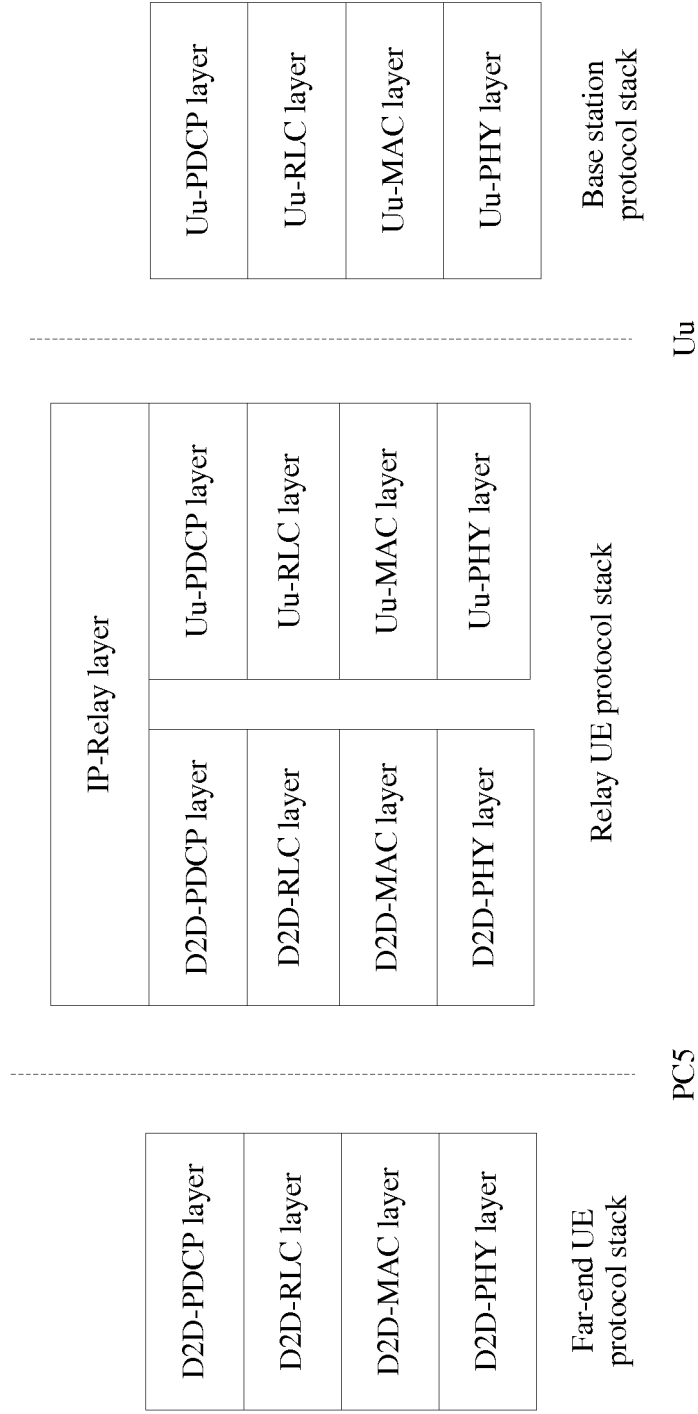 D2D-PDCP layer
D2D-RLC layer
D2D-MAC layer
D2D-PHY layer
Far-end UE
protocol stack
PC5
IP-Relay layer
D2D-PDCP layer
D2D-RLC layer
D2D-MAC layer
D2D-PHY layer
Uu-PDCP layer
Uu-RLC layer
Uu-MAC layer
Uu-PHY layer
Relay UE protocol stack
Uu
Uu-PDCP layer
Uu-RLC layer
Uu-MAC layer
Uu-PHY layer
Base station
protocol stack